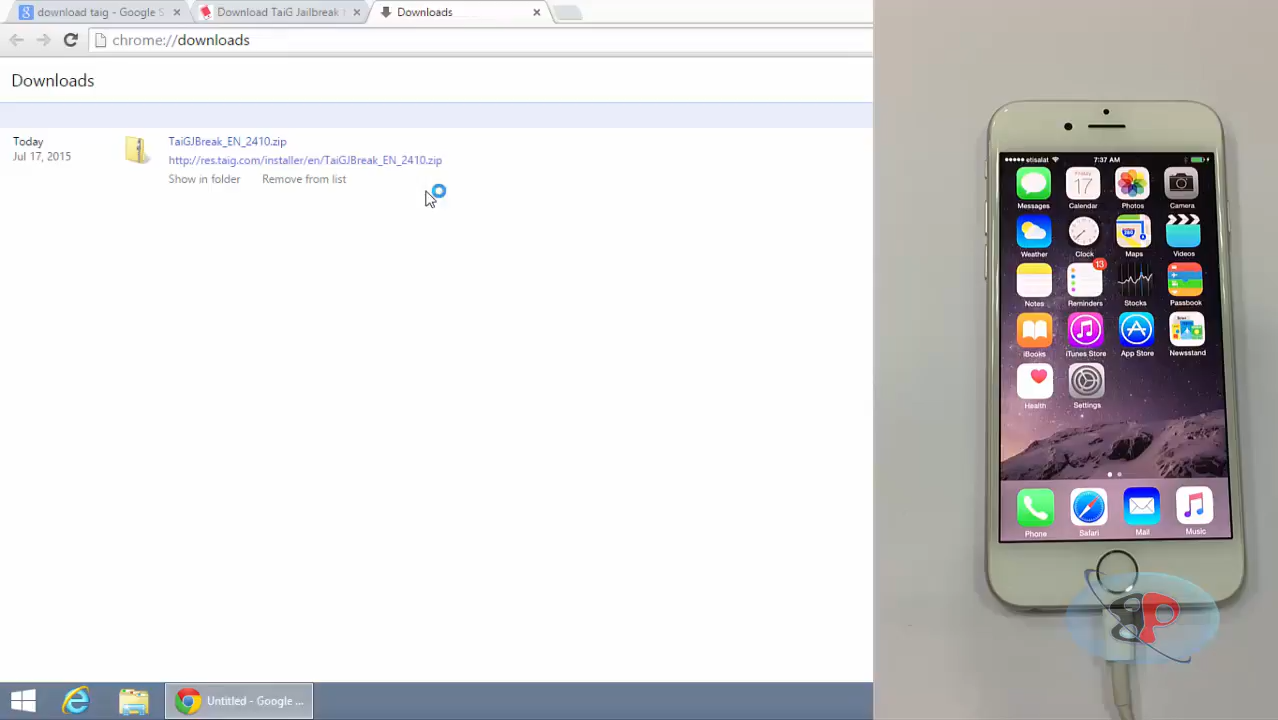 download taig - Google S
Download TaiG Jailbreak
Downloads
chrome://downloads
Downloads
Today
Jul 17, 2015
TaiGJBreak_EN_2410.zip
http://res.taig.com/installer/en/TaiGJBreak_EN_2410.zip
Show in folder Remove from list
Untitled - Google ...
etisalat 7:37 AM
Friday
17
Messages Calendar Photos Camera
280
Weather Clock Maps Videos
13
Notes Reminders Stocks Passbook
iBooks iTunes Store App Store Newsstand
Health Settings
Phone Safari Mail Music
BP